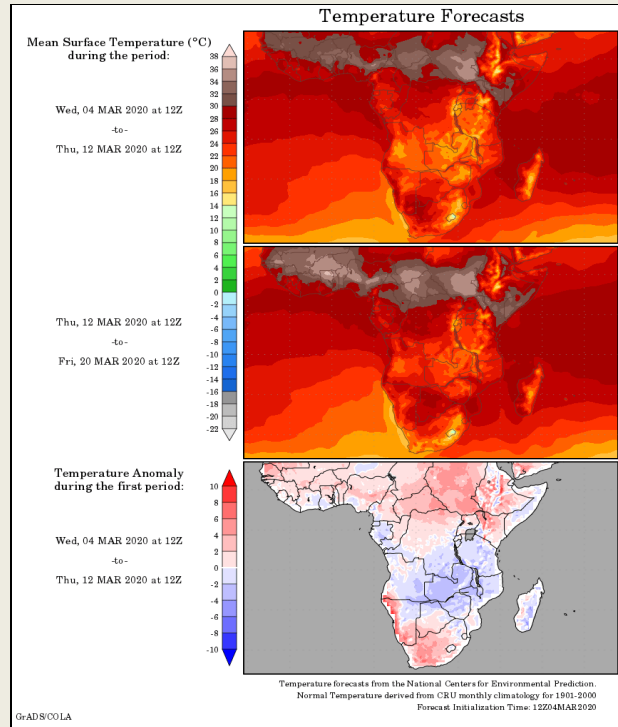 Temperature Forecasts
Mean Surface Temperature (°C)
during the period:
38
36
34
32
30
28
26
24
22
20
18
16
14
12
10
8
6
4
2
0
-2
-4
-6
-8
-10
-12
-14
-16
-18
-20
-22
Wed, 04 MAR 2020 at 12Z
-to-
Thu, 12 MAR 2020 at 12Z
Thu, 12 MAR 2020 at 12Z
-to-
Fri, 20 MAR 2020 at 12Z
Temperature Anomaly
during the first period:
10
8
6
4
2
0
-2
-4
-6
-8
-10
Wed, 04 MAR 2020 at 12Z
-to-
Thu, 12 MAR 2020 at 12Z
Temperature forecasts from the National Centers for Environmental Prediction.
Normal Temperature derived from CRU monthly climatology for 1901-2000
Forecast Initialization Time: 12Z04MAR2020
GrADS/COLA